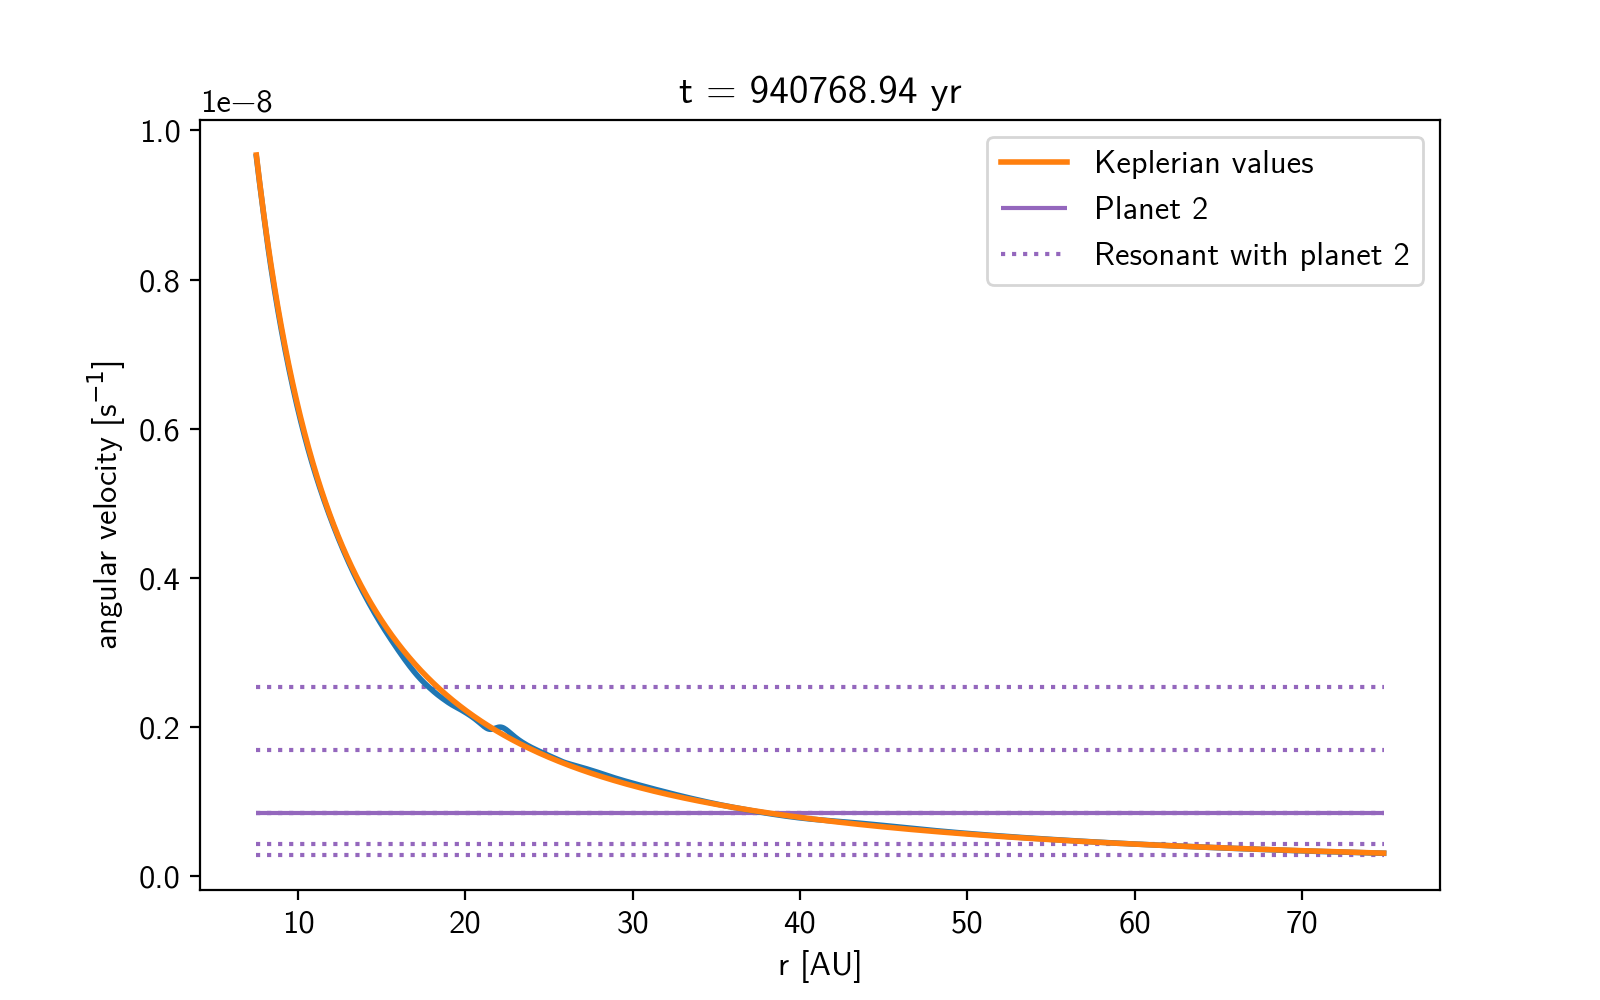 t = 940768.94 yr
1e−8
1.0
0.8
0.6
0.4
0.2
0.0
angular velocity [s⁻¹]
Keplerian values
Planet 2
Resonant with planet 2
10 20 30 40 50 60 70
r [AU]